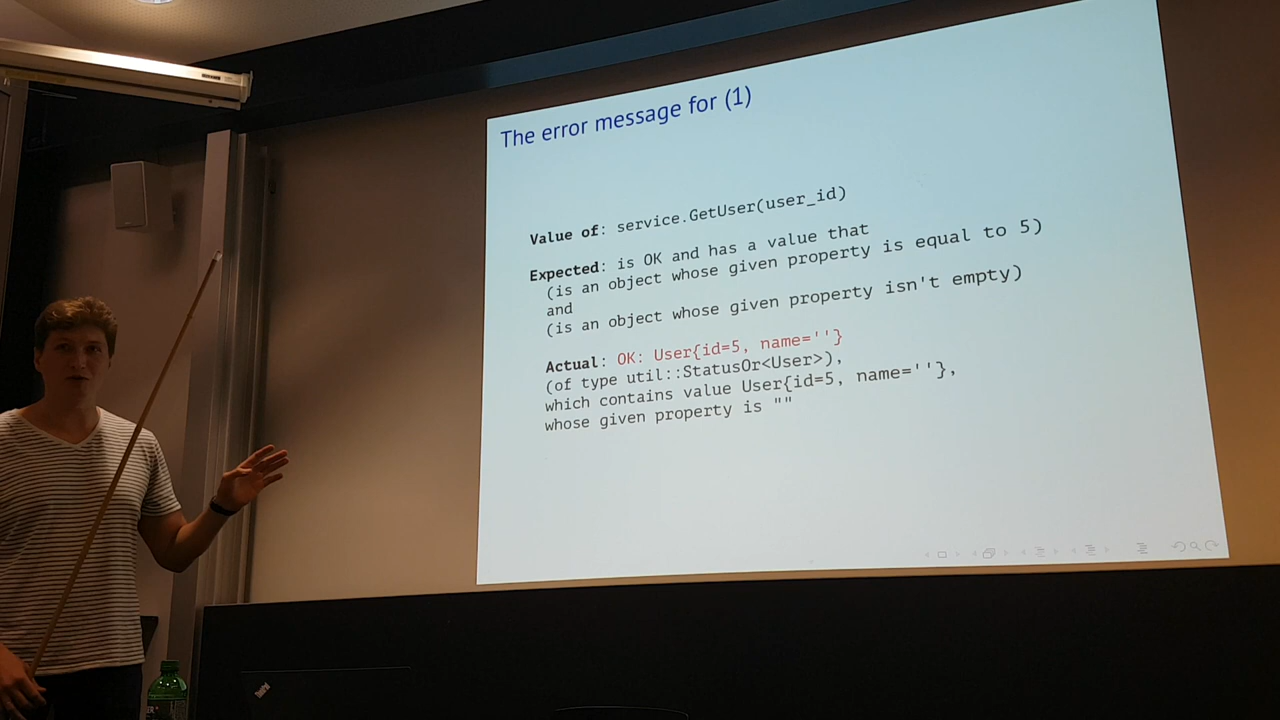 The error message for (1)
Value of: service.GetUser(user_id)
Expected: is OK and has a value that
(is an object whose given property is equal to 5)
and
(is an object whose given property isn't empty)
Actual: OK: User{id=5, name=''}
(of type util::StatusOr<User>),
which contains value User{id=5, name=''},
whose given property is ""